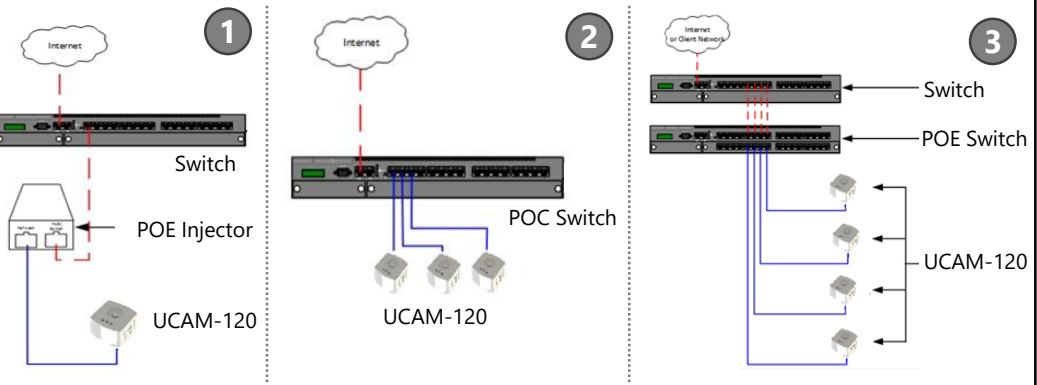 1
Internet
Switch
POE Injector
UCAM-120
2
Internet
POC Switch
UCAM-120
3
Internet
or Client Network
Switch
POE Switch
UCAM-120